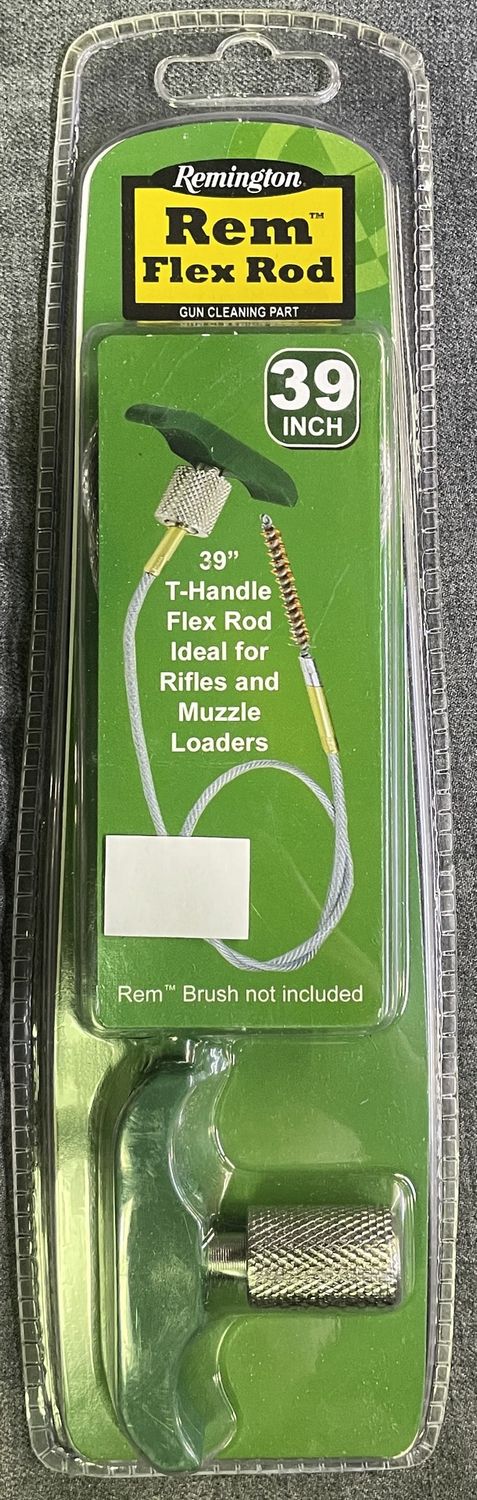 Remington
Rem™
Flex Rod
GUN CLEANING PART
39
INCH
39”
T-Handle
Flex Rod
Ideal for
Rifles and
Muzzle
Loaders
Rem™ Brush not included